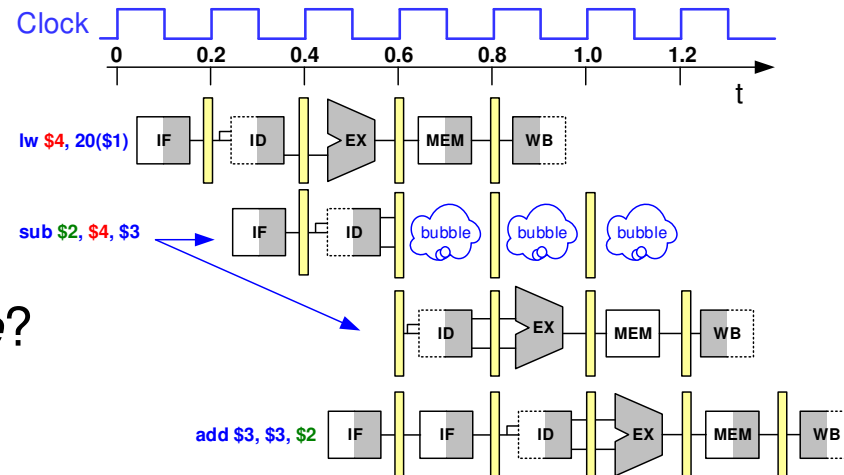 Clock
0 0.2 0.4 0.6 0.8 1.0 1.2
t
lw $4, 20($1) IF ID EX MEM WB
sub $2, $4, $3 IF ID bubble bubble bubble
e?
ID EX MEM WB
add $3, $3, $2 IF IF ID EX MEM WB